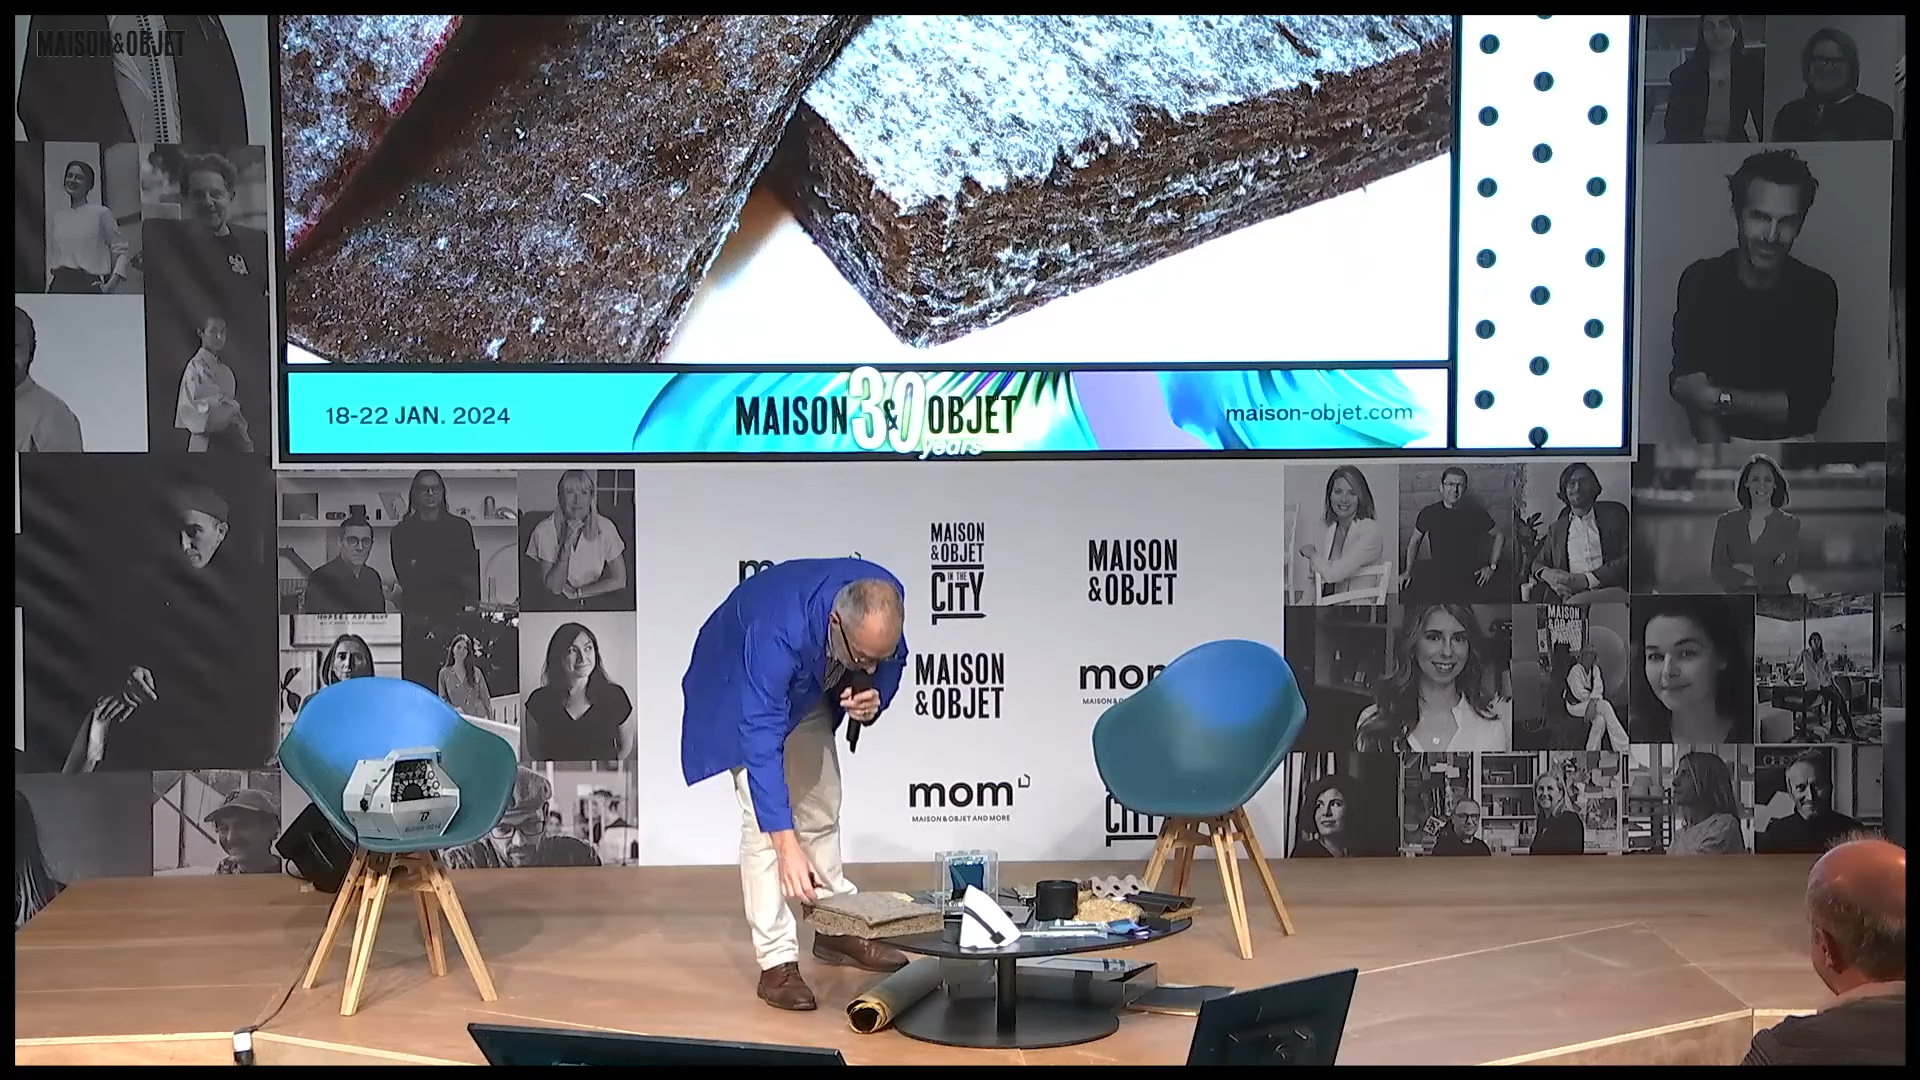 MAISON&OBJET
18-22 JAN. 2024
MAISON 30 & OBJET
years
maison-objet.com
MAISON
&OBJET
IN THE
CITY
MAISON
&OBJET
MAISON
&OBJET
mom
MAISON&OBJET AND MORE
mom
CITY